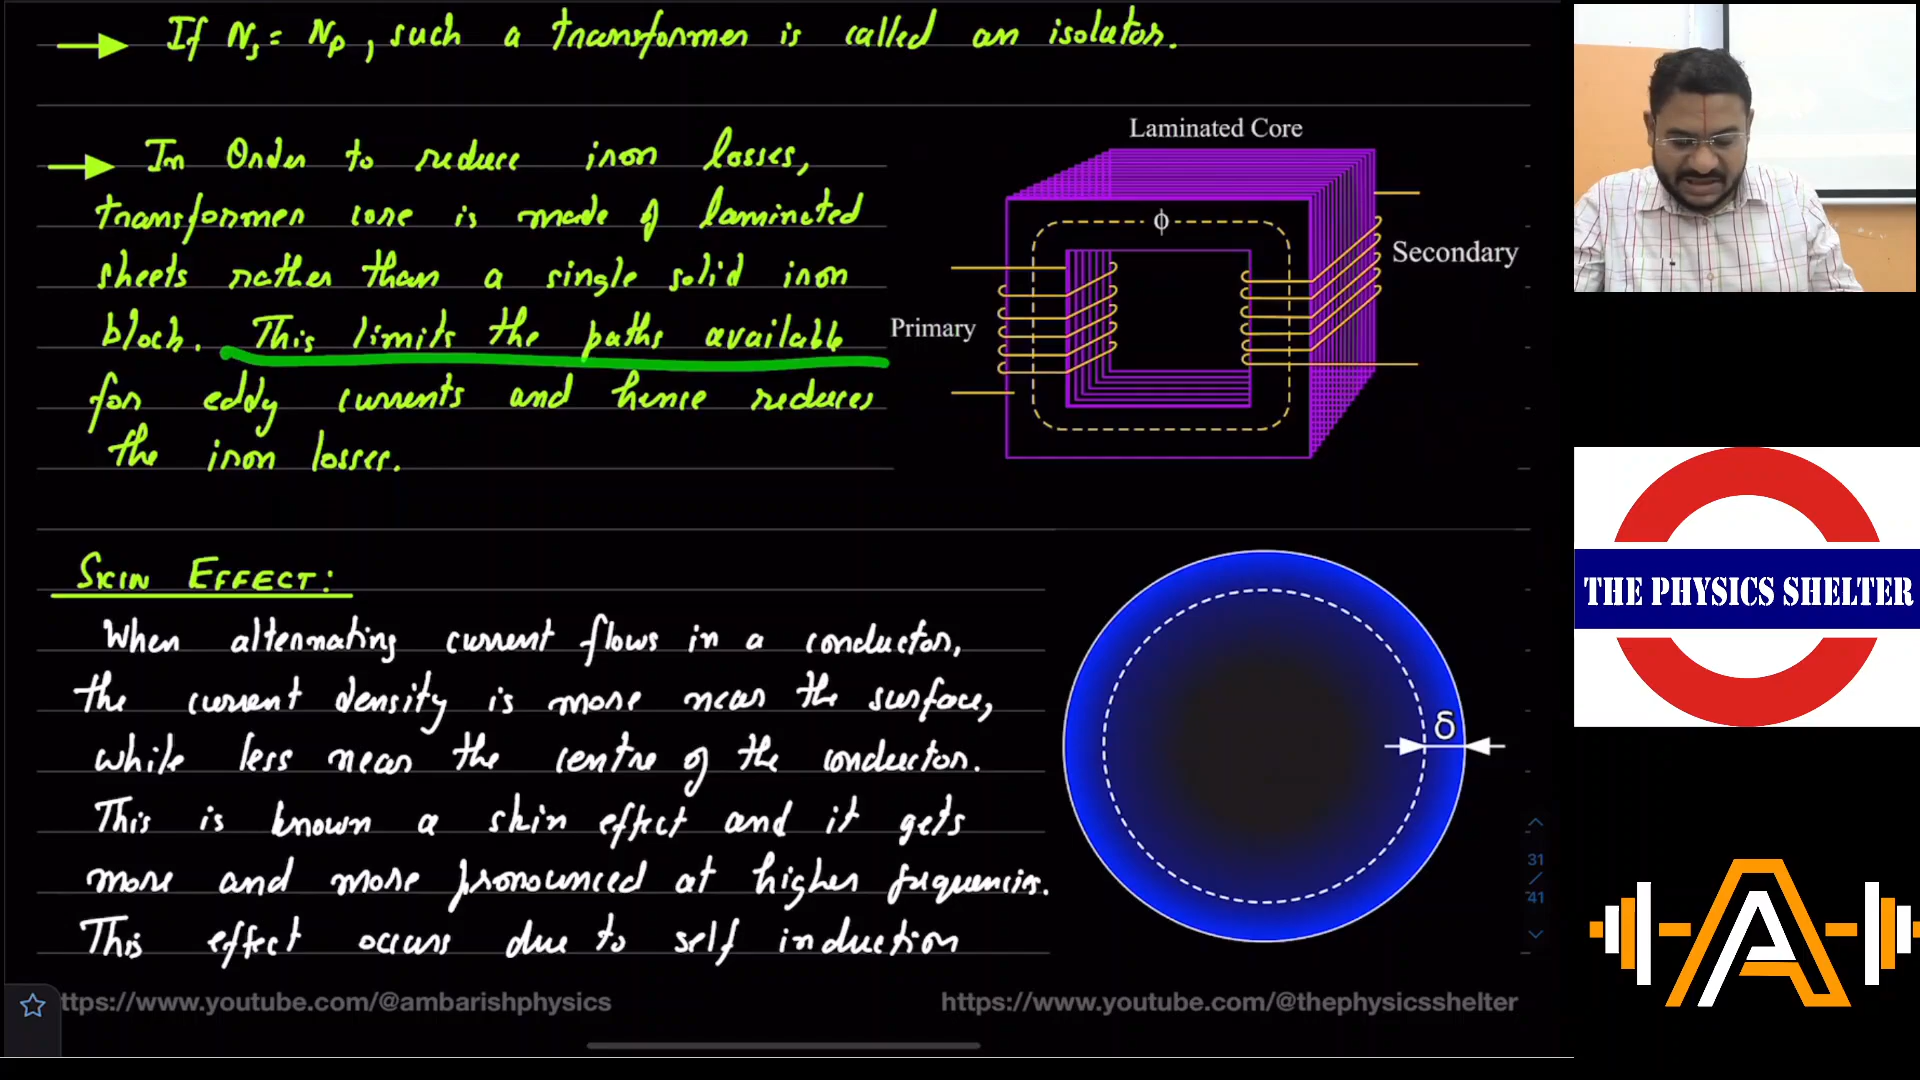 If Ns = Np, such a transformer is called an isolator.
In Order to reduce iron losses,
transformer core is made of laminated
sheets rather than a single solid iron
block. This limits the paths available
for eddy currents and hence reduces
the iron losses.
Laminated Core
ϕ
Primary
Secondary
SKIN EFFECT:
When alternating current flows in a conductor,
the current density is more near the surface,
while less near the centre of the conductor.
This is known a skin effect and it gets
more and more pronounced at higher frequencies.
This effect occurs due to self induction
δ
31
/
41
ttps://www.youtube.com/@ambarishphysics
https://www.youtube.com/@thephysicsshelter
THE PHYSICS SHELTER
A